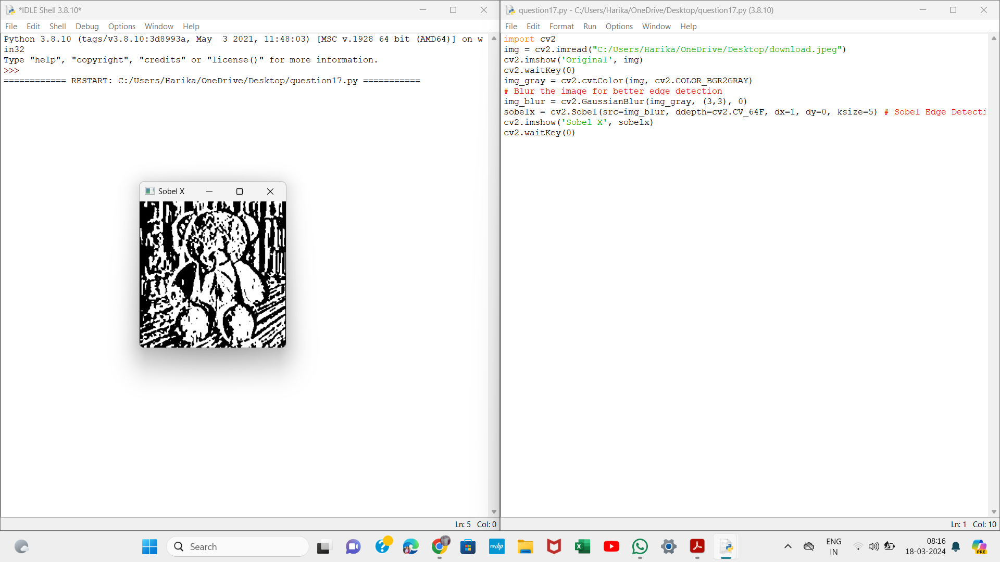 *IDLE Shell 3.8.10*
File Edit Shell Debug Options Window Help
Python 3.8.10 (tags/v3.8.10:3d8993a, May  3 2021, 11:48:03) [MSC v.1928 64 bit (AMD64)] on w
in32
Type "help", "copyright", "credits" or "license()" for more information.
>>>
============ RESTART: C:/Users/Harika/OneDrive/Desktop/question17.py ===========
Sobel X
Ln: 5 Col: 0
question17.py - C:/Users/Harika/OneDrive/Desktop/question17.py (3.8.10)
File Edit Format Run Options Window Help
import cv2
img = cv2.imread("C:/Users/Harika/OneDrive/Desktop/download.jpeg")
cv2.imshow('Original', img)
cv2.waitKey(0)
img_gray = cv2.cvtColor(img, cv2.COLOR_BGR2GRAY)
# Blur the image for better edge detection
img_blur = cv2.GaussianBlur(img_gray, (3,3), 0)
sobelx = cv2.Sobel(src=img_blur, ddepth=cv2.CV_64F, dx=1, dy=0, ksize=5) # Sobel Edge Detecti
cv2.imshow('Sobel X', sobelx)
cv2.waitKey(0)
Ln: 1 Col: 10
Search
myhp
ENG
IN
08:16
18-03-2024
PRE